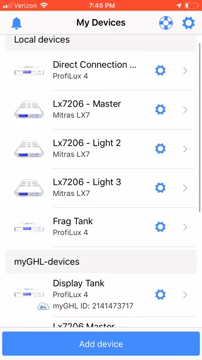 Verizon
7:45 PM
My Devices
Local devices
Direct Connection ...
ProfiLux 4
Lx7206 - Master
Mitras LX7
Lx7206 - Light 2
Mitras LX7
Lx7206 - Light 3
Mitras LX7
Frag Tank
ProfiLux 4
myGHL-devices
Display Tank
ProfiLux 4
myGHL ID: 2141473717
Lx7206 Master
Add device